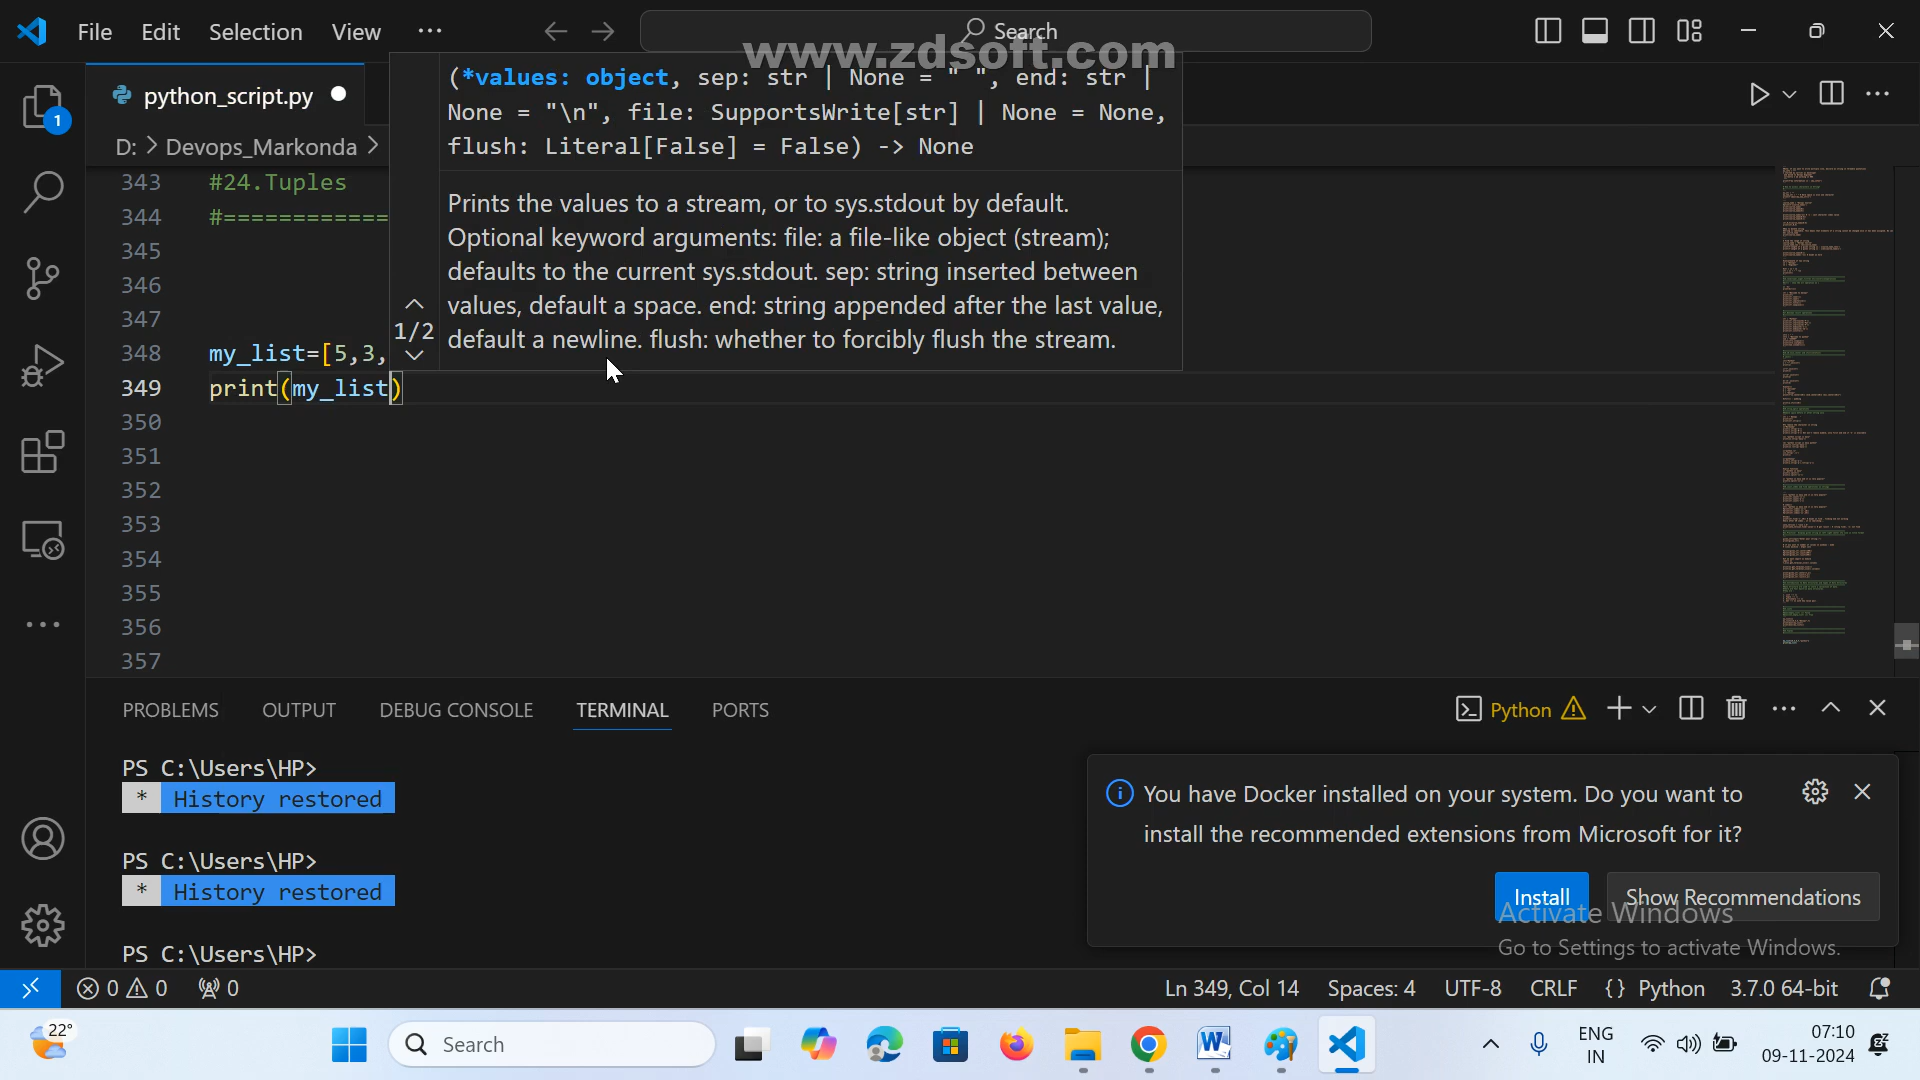 File Edit Selection View ... Search
www.zdsoft.com
python_script.py
(*values: object, sep: str | None = " ", end: str |
None = "\n", file: SupportsWrite[str] | None = None,
flush: Literal[False] = False) -> None
D: > Devops_Markonda >
Prints the values to a stream, or to sys.stdout by default.
Optional keyword arguments: file: a file-like object (stream);
defaults to the current sys.stdout. sep: string inserted between
values, default a space. end: string appended after the last value,
default a newline. flush: whether to forcibly flush the stream.
1/2
1
343 #24.Tuples
344 #============
345
346
347
348 my_list=[5,3,
349 print(my_list)
350
351
352
353
354
355
356
357
PROBLEMS OUTPUT DEBUG CONSOLE TERMINAL PORTS Python
PS C:\Users\HP>
* History restored
PS C:\Users\HP>
* History restored
PS C:\Users\HP>
You have Docker installed on your system. Do you want to
install the recommended extensions from Microsoft for it?
Install Show Recommendations
Activate Windows
Go to Settings to activate Windows.
0 0 0 Ln 349, Col 14 Spaces: 4 UTF-8 CRLF {} Python 3.7.0 64-bit
22° Search ENG 07:10
IN 09-11-2024